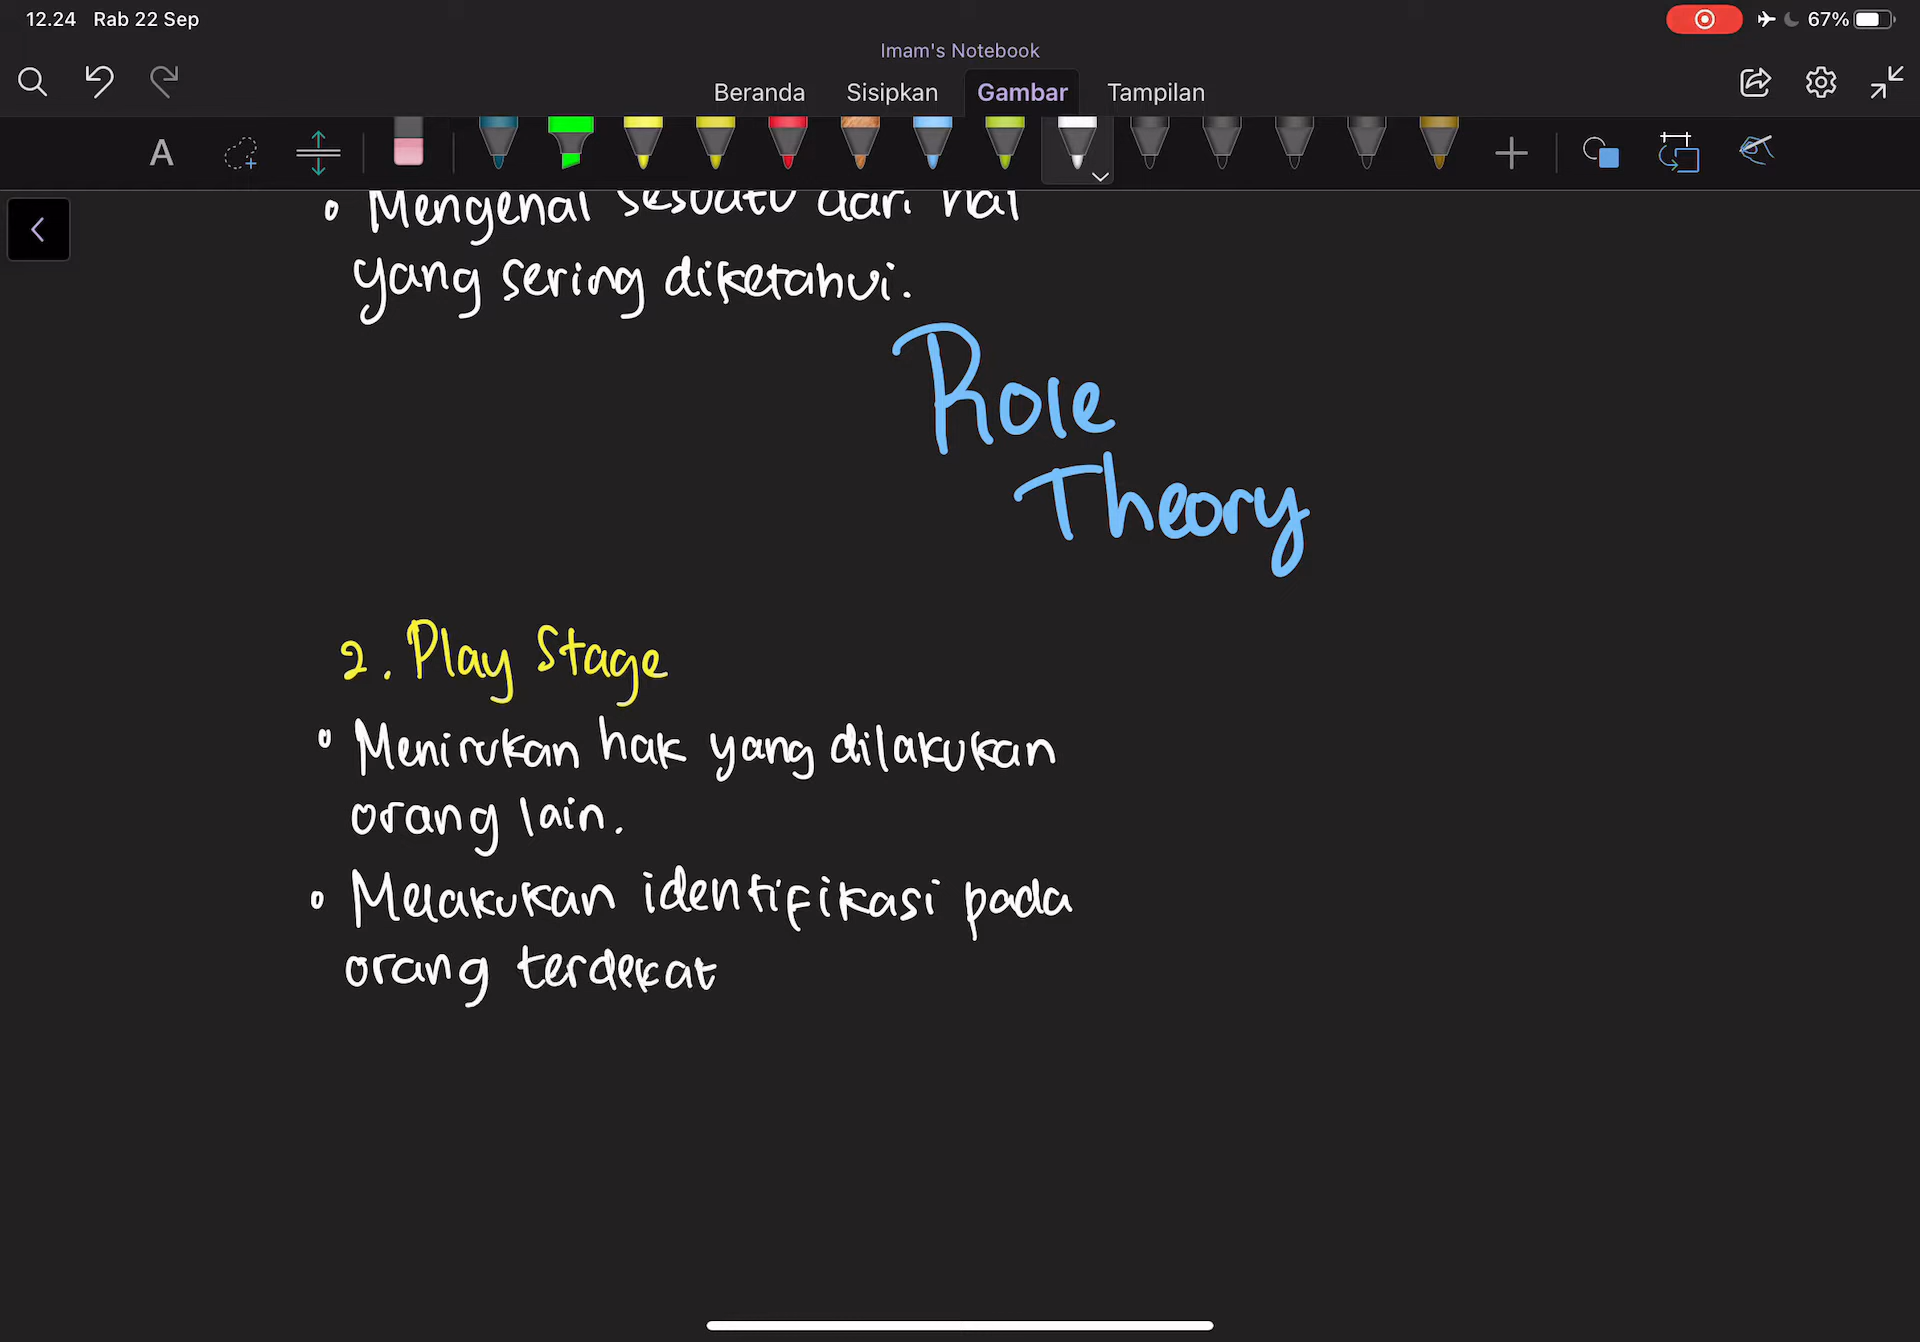 12.24 Rab 22 Sep
67%
Imam's Notebook
Beranda Sisipkan Gambar Tampilan
A
Mengenal sesuatu dari hal
yang sering diketahui.
Role
Theory
2. Play Stage
Menirukan hak yang dilakukan
orang lain.
Melakukan identifikasi pada
orang terdekat